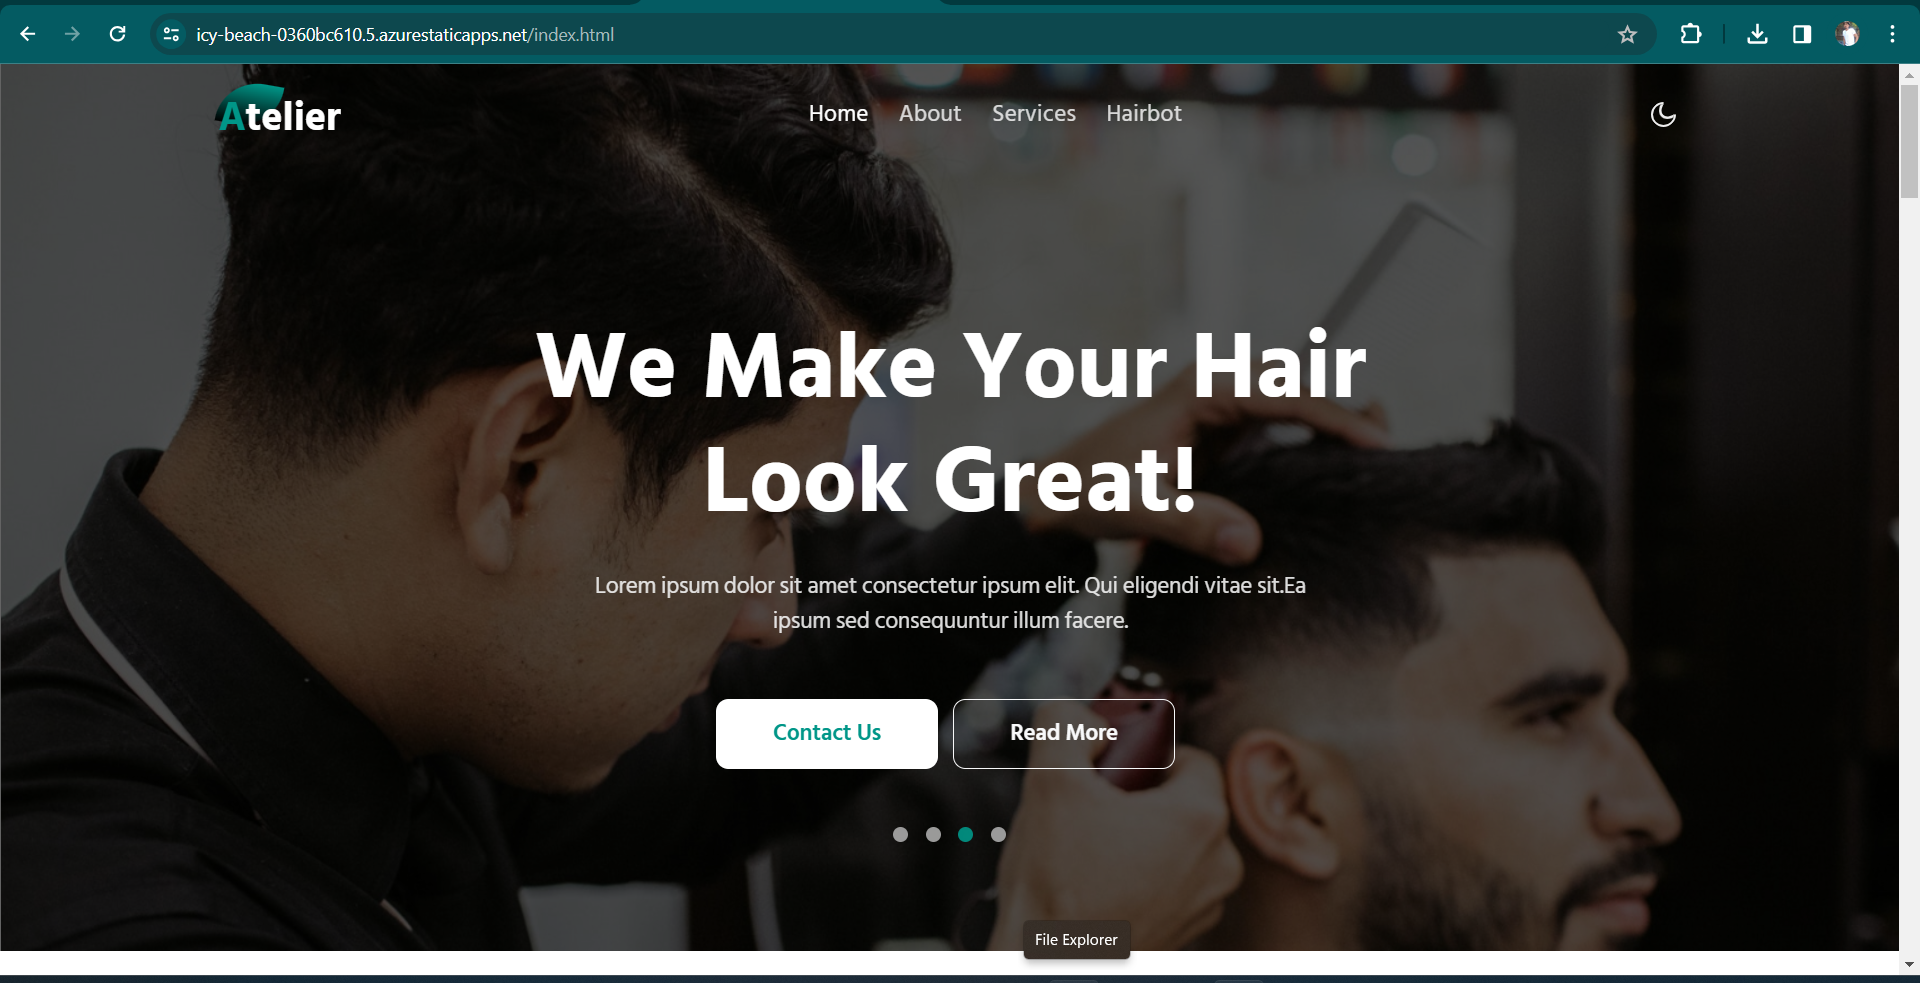 icy-beach-0360bc610.5.azurestaticapps.net/index.html
Atelier
Home About Services Hairbot
We Make Your Hair
Look Great!
Lorem ipsum dolor sit amet consectetur ipsum elit. Qui eligendi vitae sit.Ea
ipsum sed consequuntur illum facere.
Contact Us Read More
File Explorer